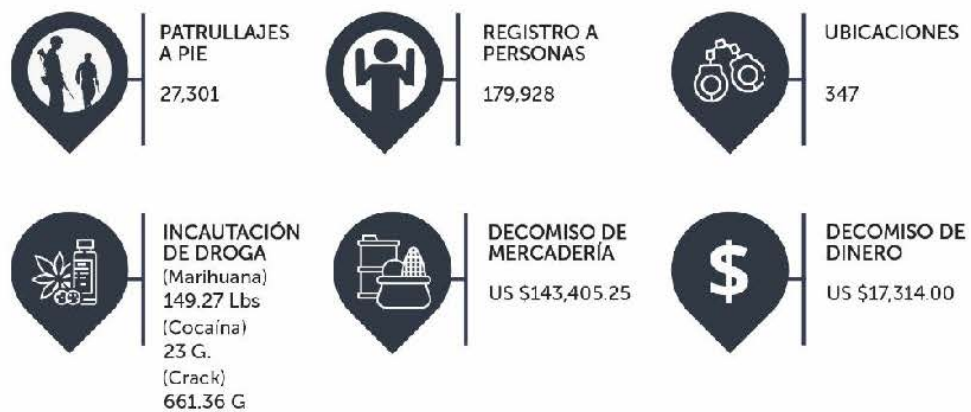 PATRULLAJES
A PIE
27,301
REGISTRO A
PERSONAS
179,928
UBICACIONES
347
INCAUTACIÓN
DE DROGA
(Marihuana)
149.27 Lbs
(Cocaína)
23 G.
(Crack)
661.36 G
DECOMISO DE
MERCADERÍA
US $143,405.25
$
DECOMISO DE
DINERO
US $17,314.00